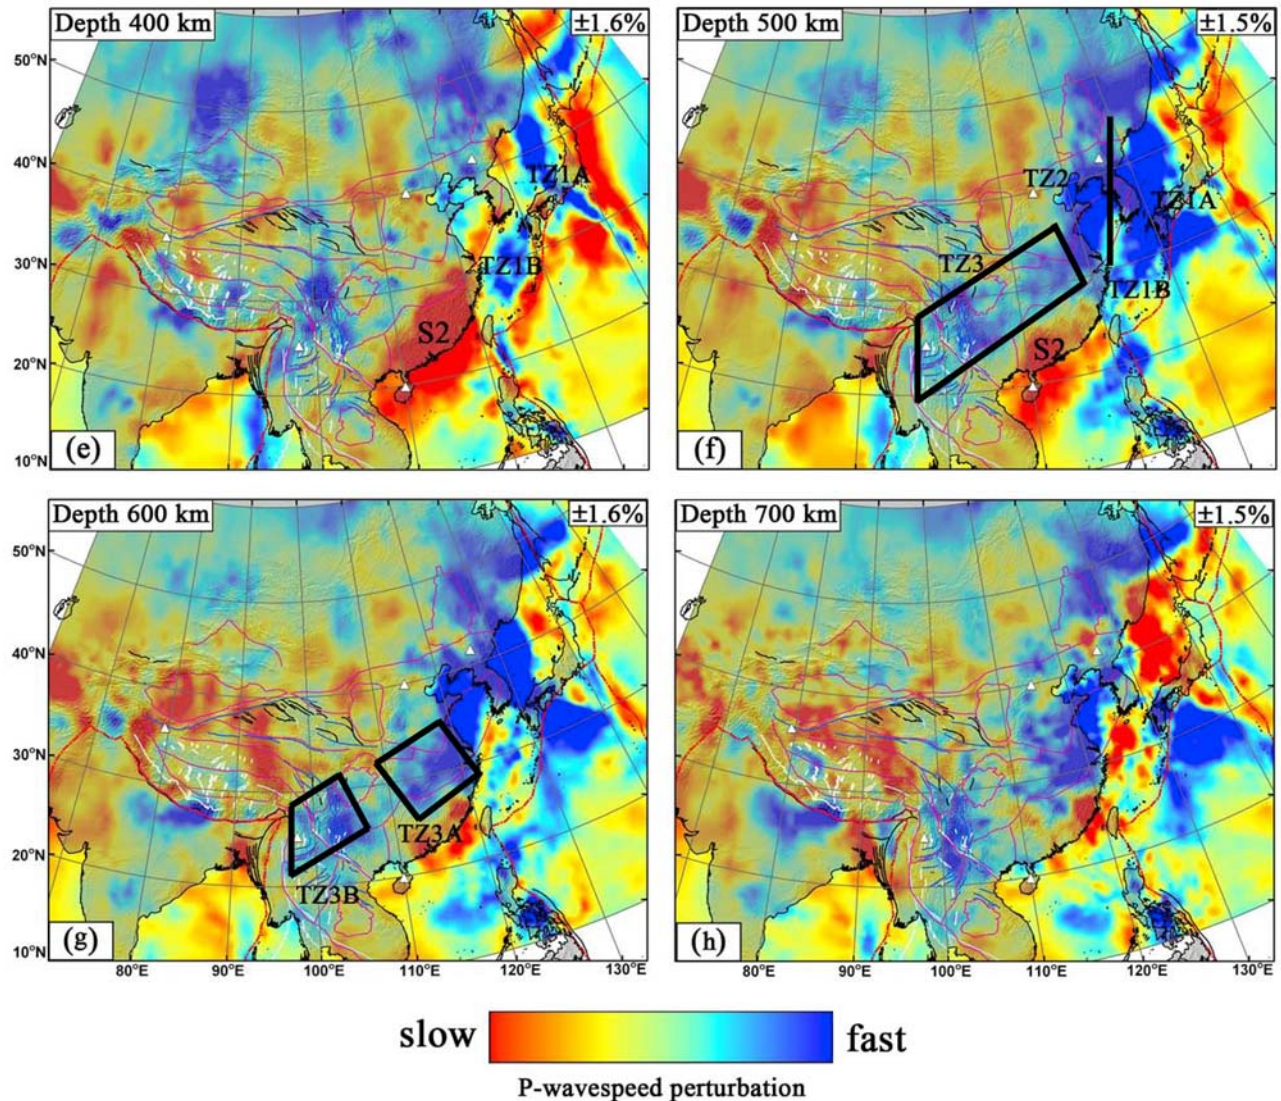 Depth 400 km
±1.6%
Depth 500 km
±1.5%
50°N
40°N
30°N
20°N
10°N
TZ1A
TZ1B
S2
(e)
TZ2
TZ1A
TZ3
TZ1B
S2
(f)
Depth 600 km
±1.6%
Depth 700 km
±1.5%
50°N
40°N
30°N
20°N
10°N
TZ3A
TZ3B
(g)
(h)
80°E 90°E 100°E 110°E 120°E 130°E
80°E 90°E 100°E 110°E 120°E 130°E
slow fast
P-wavespeed perturbation